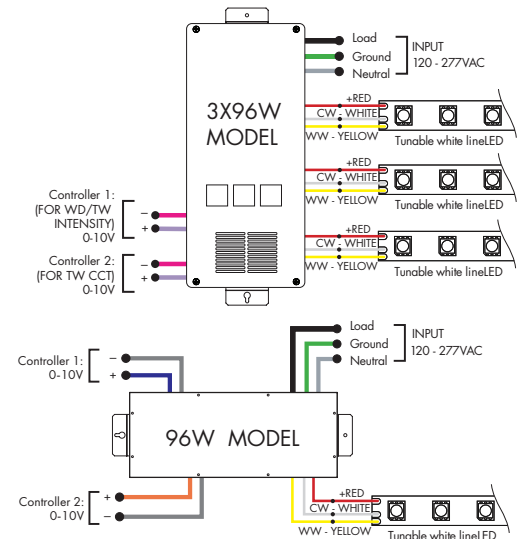 Load
Ground
Neutral
INPUT
120 - 277VAC
3X96W
MODEL
+RED
CW - WHITE
WW - YELLOW
Tunable white lineLED
+RED
CW - WHITE
WW - YELLOW
Tunable white lineLED
+RED
CW - WHITE
WW - YELLOW
Tunable white lineLED
Controller 1:
(FOR WD/TW
INTENSITY)
0-10V
–
+
Controller 2:
(FOR TW CCT)
0-10V
–
+
Load
Ground
Neutral
INPUT
120 - 277VAC
Controller 1:
0-10V
–
+
96W MODEL
Controller 2:
0-10V
+
–
+RED
CW - WHITE
WW - YELLOW
Tunable white lineLED